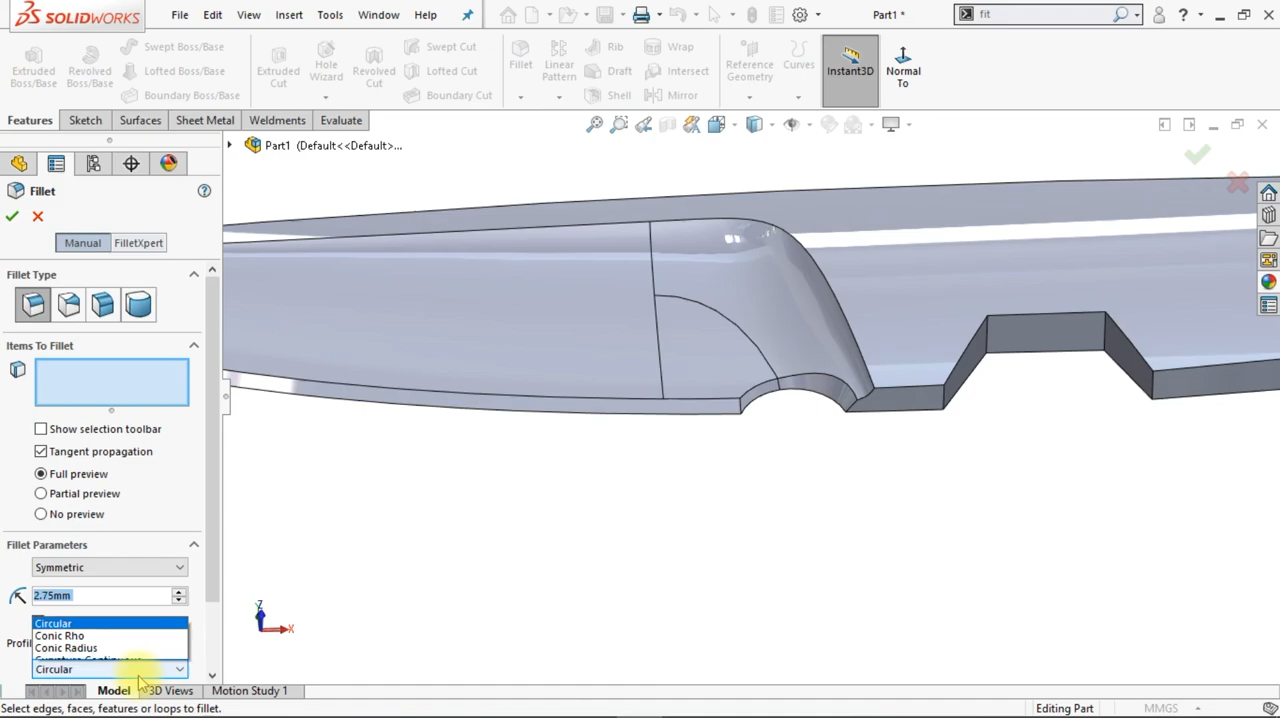 SOLIDWORKS File Edit View Insert Tools Window Help Part1 * fit ?
Extruded Boss/Base
Revolved Boss/Base
Swept Boss/Base
Lofted Boss/Base
Boundary Boss/Base
Extruded Cut
Hole Wizard
Revolved Cut
Swept Cut
Lofted Cut
Boundary Cut
Fillet
Linear Pattern
Rib
Draft
Shell
Wrap
Intersect
Mirror
Reference Geometry
Curves
Instant3D
Normal To
Features Sketch Surfaces Sheet Metal Weldments Evaluate
Part1 (Default<<Default>...
Fillet ?
Manual FilletXpert
Fillet Type
Items To Fillet
Show selection toolbar
Tangent propagation
Full preview
Partial preview
No preview
Fillet Parameters
Symmetric
2.75mm
Circular
Conic Rho
Profil
Conic Radius
Circular
Z
X
Model 3D Views Motion Study 1
Select edges, faces, features or loops to fillet. Editing Part MMGS